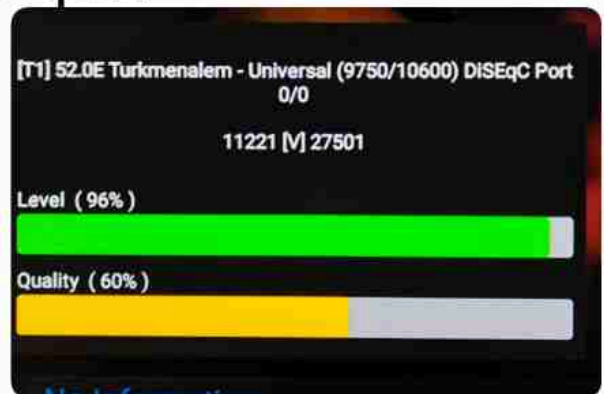 [T1] 52.0E Turkmenalem - Universal (9750/10600) DiSEqC Port
0/0
11221 [V] 27501
Level ( 96% )
Quality ( 60% )